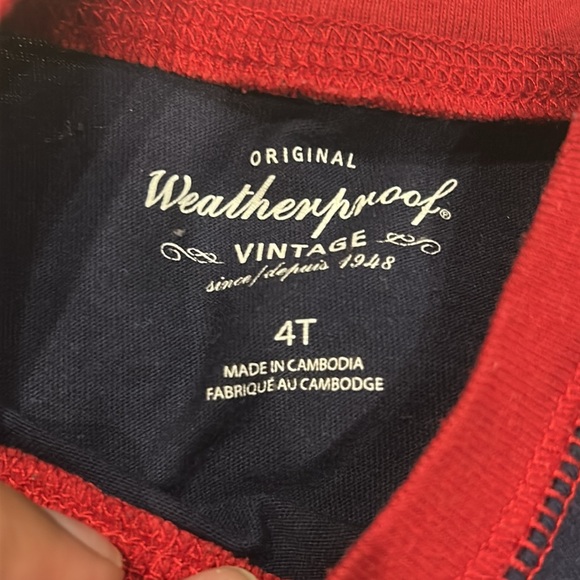 ORIGINAL
Weatherproof®
VINTAGE
since/depuis 1948
4T
MADE IN CAMBODIA
FABRIQUÉ AU CAMBODGE